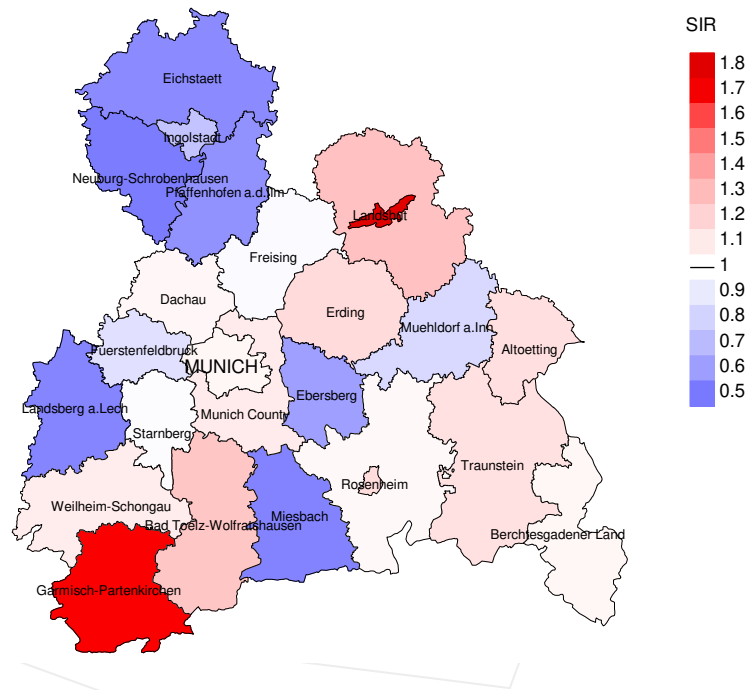 SIR
1.8
1.7
1.6
1.5
1.4
1.3
1.2
1.1
1
0.9
0.8
0.7
0.6
0.5
Eichstaett
Ingolstadt
Neuburg-Schrobenhausen
Pfaffenhofen a.d.Ilm
Landshut
Freising
Dachau
Erding
Muehldorf a.Inn
Altoetting
Fuerstenfeldbruck
MUNICH
Ebersberg
Landsberg a.Lech
Munich County
Starnberg
Traunstein
Rosenheim
Weilheim-Schongau
Miesbach
Bad Toelz-Wolfratshausen
Berchtesgadener Land
Garmisch-Partenkirchen